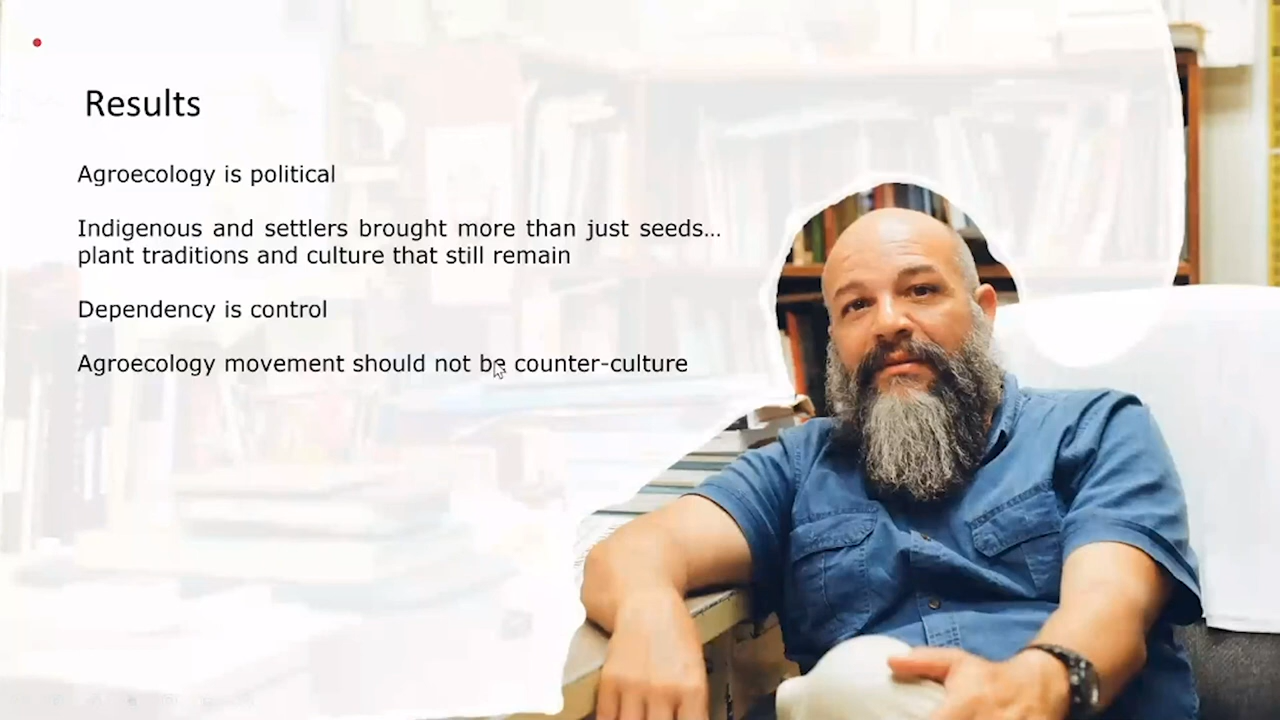 Results
Agroecology is political
Indigenous and settlers brought more than just seeds…
plant traditions and culture that still remain
Dependency is control
Agroecology movement should not be counter-culture